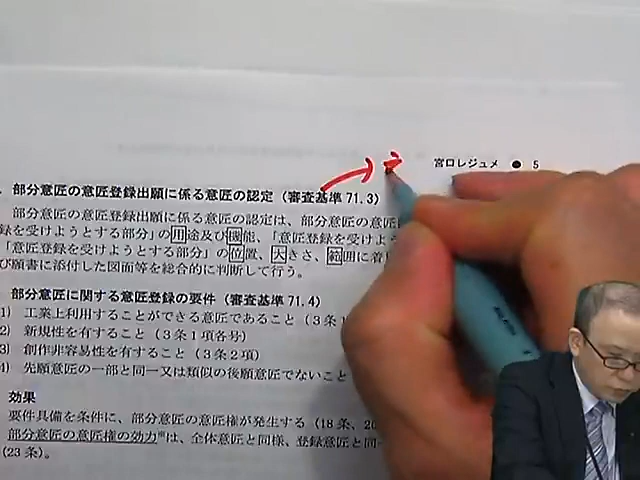 宮口レジュメ ● 5
部分意匠の意匠登録出願に係る意匠の認定（審査基準 71.3）
部分意匠の意匠登録出願に係る意匠の認定は、部分意匠の意匠
録を受けようとする部分」の用途及び機能、「意匠登録を受け
「意匠登録を受けようとする部分」の位置、大きさ、範囲に着
び願書に添付した図面等を総合的に判断して行う。
部分意匠に関する意匠登録の要件（審査基準 71.4）
1) 工業上利用することができる意匠であること（3条1
2) 新規性を有すること（3条1項各号）
3) 創作非容易性を有すること（3条2項）
4) 先願意匠の一部と同一又は類似の後願意匠でないこと
効果
要件具備を条件に、部分意匠の意匠権が発生する（18条、20
部分意匠の意匠権の効力※は、全体意匠と同様、登録意匠と同一
（23条）。